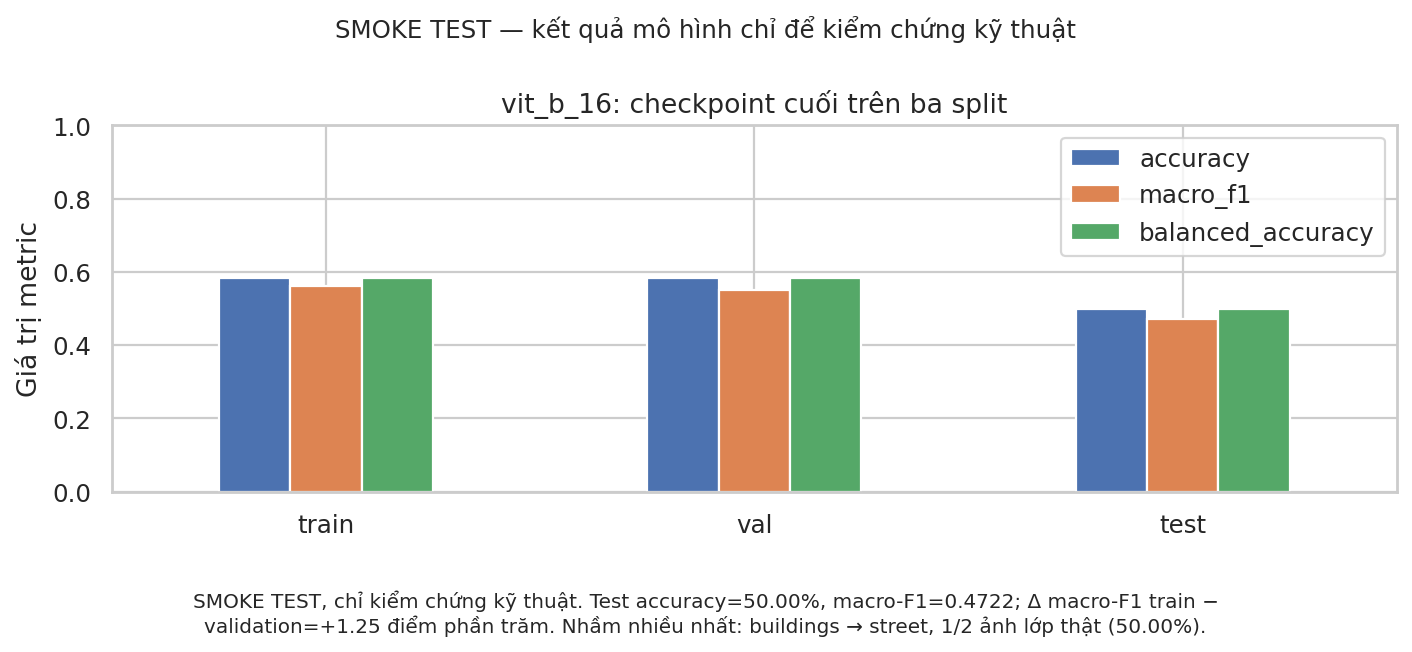 SMOKE TEST — kết quả mô hình chỉ để kiểm chứng kỹ thuật
vit_b_16: checkpoint cuối trên ba split
1.0
0.8
0.6
0.4
0.2
0.0
Giá trị metric
accuracy
macro_f1
balanced_accuracy
train
val
test
SMOKE TEST, chỉ kiểm chứng kỹ thuật. Test accuracy=50.00%, macro-F1=0.4722; Δ macro-F1 train −
validation=+1.25 điểm phần trăm. Nhầm nhiều nhất: buildings → street, 1/2 ảnh lớp thật (50.00%).